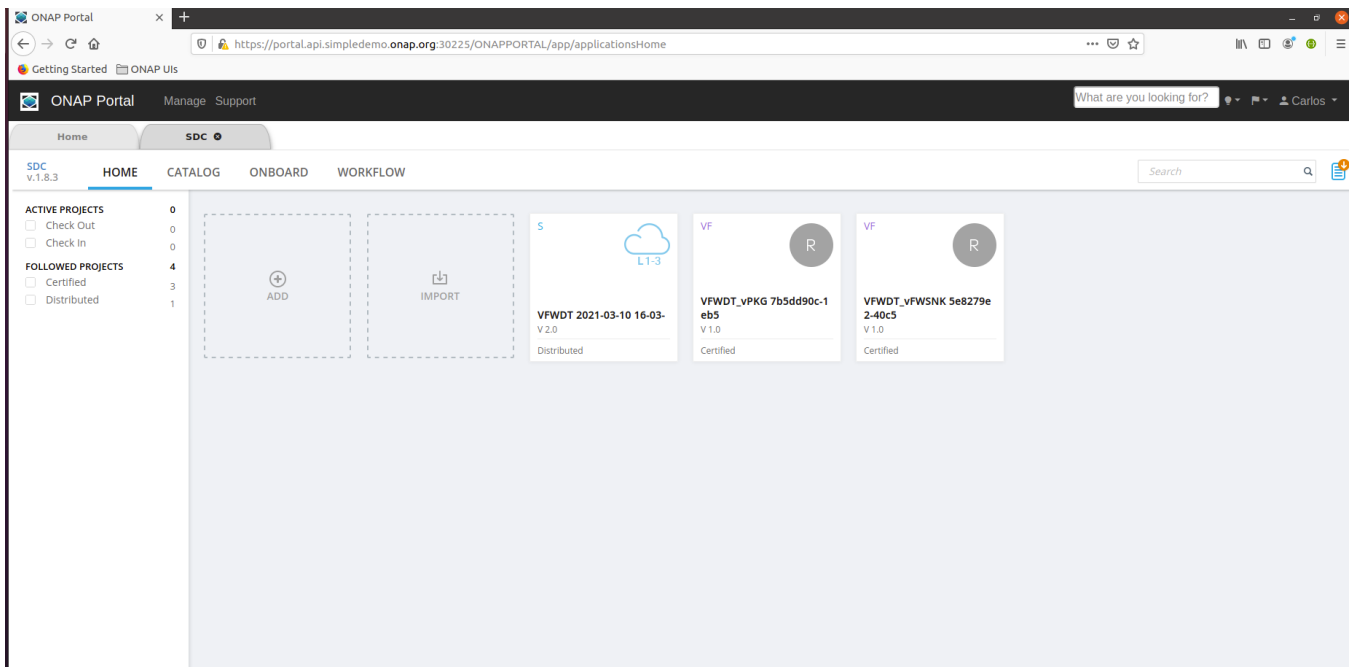 ONAP Portal
https://portal.api.simpledemo.onap.org:30225/ONAPPORTAL/app/applicationsHome
Getting Started ONAP UIs
ONAP Portal Manage Support What are you looking for? Carlos
Home SDC
SDC
v.1.8.3
HOME CATALOG ONBOARD WORKFLOW Search
ACTIVE PROJECTS 0
Check Out 0
Check In 0
FOLLOWED PROJECTS 4
Certified 3
Distributed 1
ADD
IMPORT
S
L 1-3
VFWDT 2021-03-10 16-03-
V 2.0
Distributed
VF
R
VFWDT_vPKG 7b5dd90c-1
eb5
V 1.0
Certified
VF
R
VFWDT_vFWSNK 5e8279e
2-40c5
V 1.0
Certified